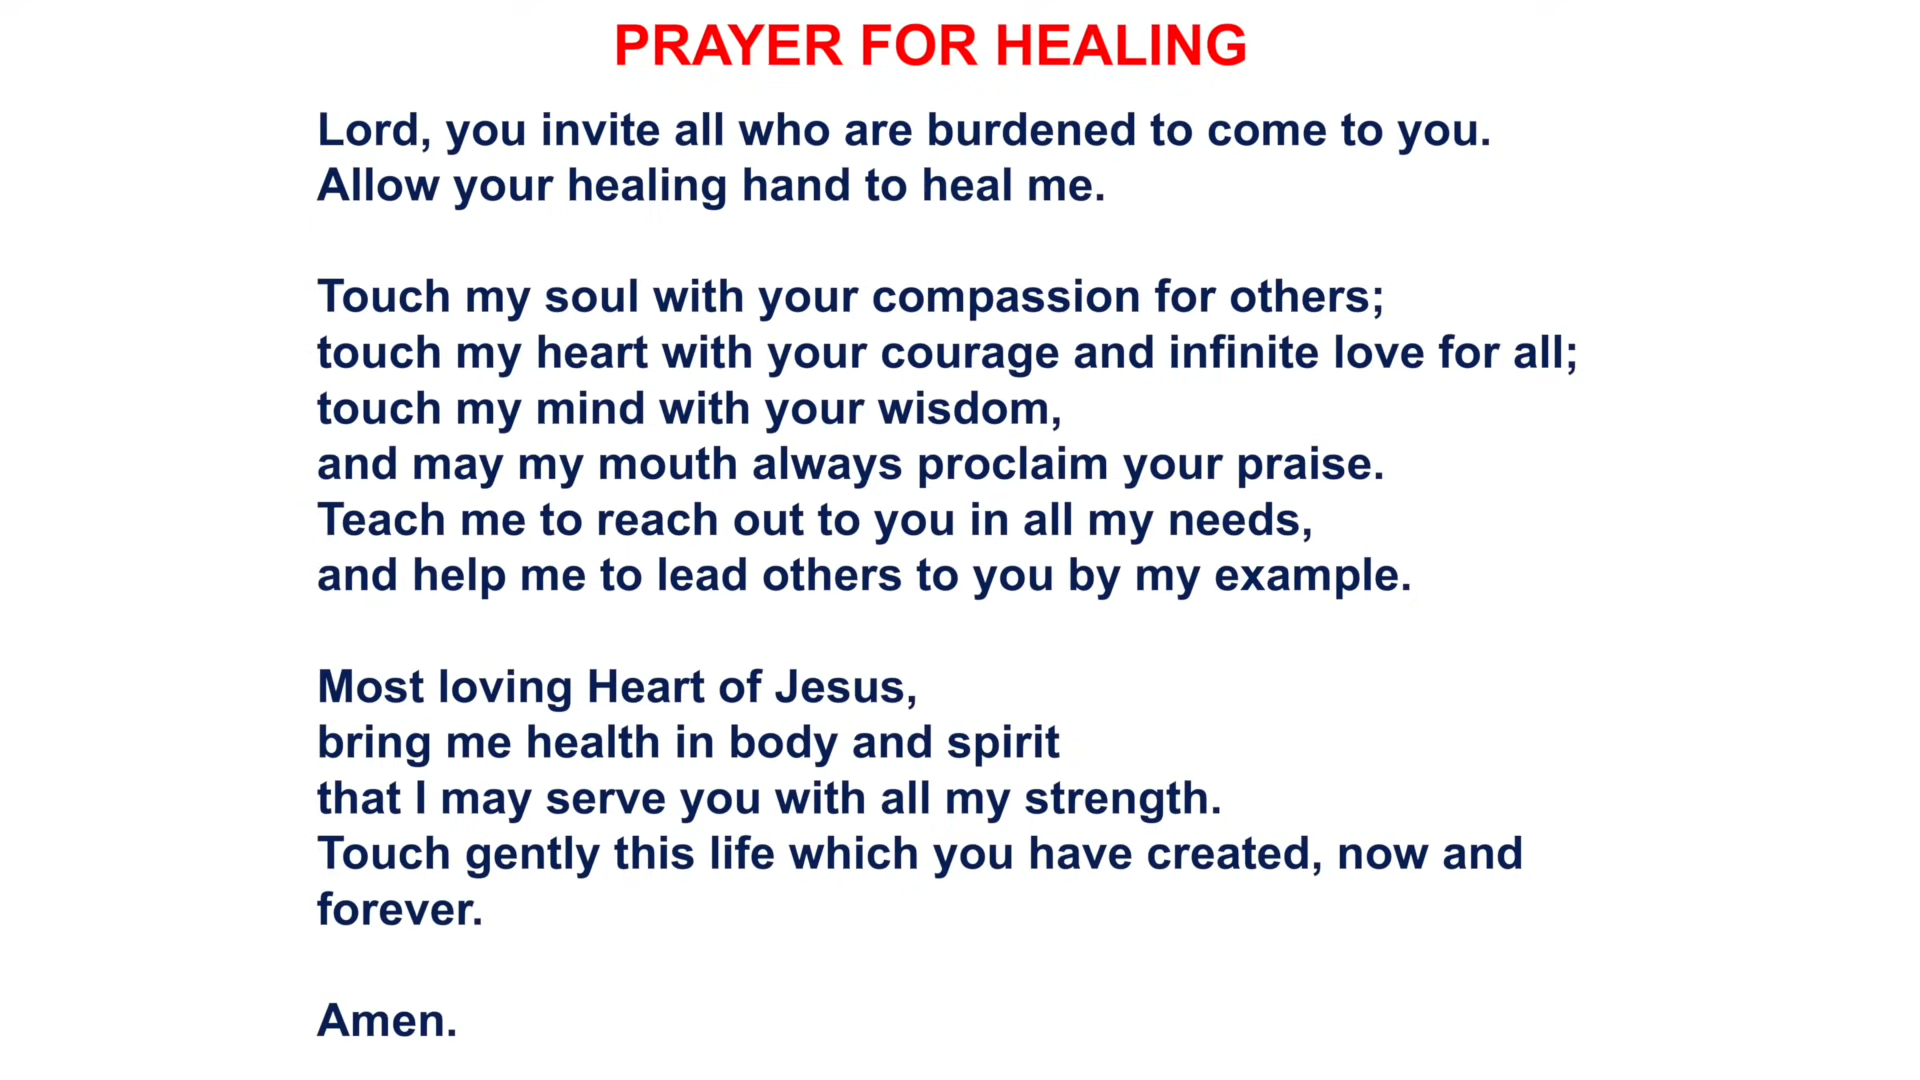 PRAYER FOR HEALING
Lord, you invite all who are burdened to come to you.
Allow your healing hand to heal me.
Touch my soul with your compassion for others;
touch my heart with your courage and infinite love for all;
touch my mind with your wisdom,
and may my mouth always proclaim your praise.
Teach me to reach out to you in all my needs,
and help me to lead others to you by my example.
Most loving Heart of Jesus,
bring me health in body and spirit
that I may serve you with all my strength.
Touch gently this life which you have created, now and
forever.
Amen.